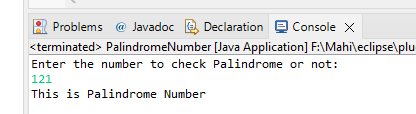 Problems @ Javadoc Declaration Console
<terminated> PalindromeNumber [Java Application] F:\Mahi\eclipse\plu
Enter the number to check Palindrome or not:
121
This is Palindrome Number